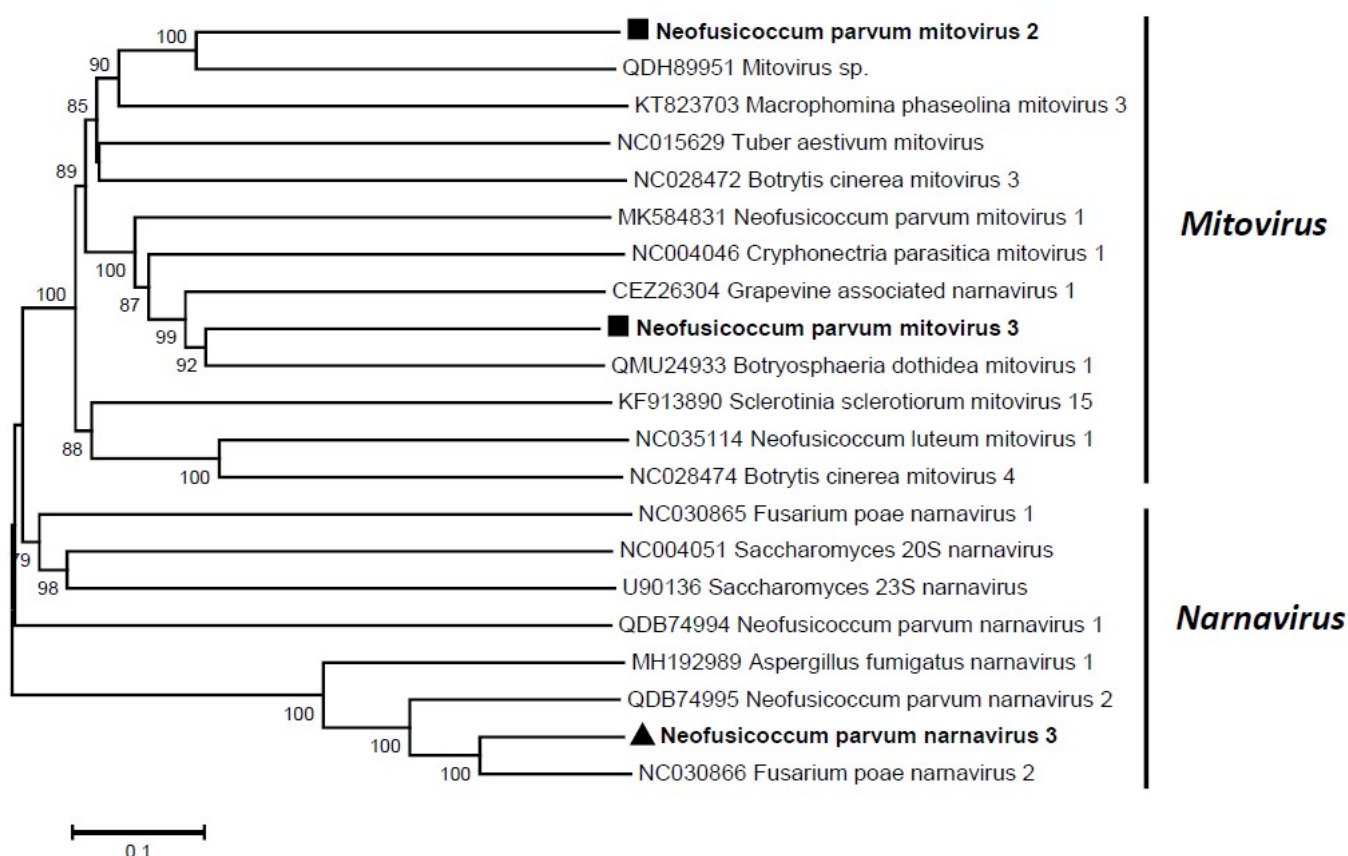 100
Neofusicoccum parvum mitovirus 2
90
QDH89951 Mitovirus sp.
85
KT823703 Macrophomina phaseolina mitovirus 3
NC015629 Tuber aestivum mitovirus
89
NC028472 Botrytis cinerea mitovirus 3
MK584831 Neofusicoccum parvum mitovirus 1
Mitovirus
NC004046 Cryphonectria parasitica mitovirus 1
100
CEZ26304 Grapevine associated narnavirus 1
100
87
Neofusicoccum parvum mitovirus 3
99
QMU24933 Botryosphaeria dothidea mitovirus 1
92
KF913890 Sclerotinia sclerotiorum mitovirus 15
NC035114 Neofusicoccum luteum mitovirus 1
88
NC028474 Botrytis cinerea mitovirus 4
100
NC030865 Fusarium poae narnavirus 1
NC004051 Saccharomyces 20S narnavirus
79
U90136 Saccharomyces 23S narnavirus
98
Narnavirus
QDB74994 Neofusicoccum parvum narnavirus 1
MH192989 Aspergillus fumigatus narnavirus 1
QDB74995 Neofusicoccum parvum narnavirus 2
100
Neofusicoccum parvum narnavirus 3
100
NC030866 Fusarium poae narnavirus 2
100
0.1